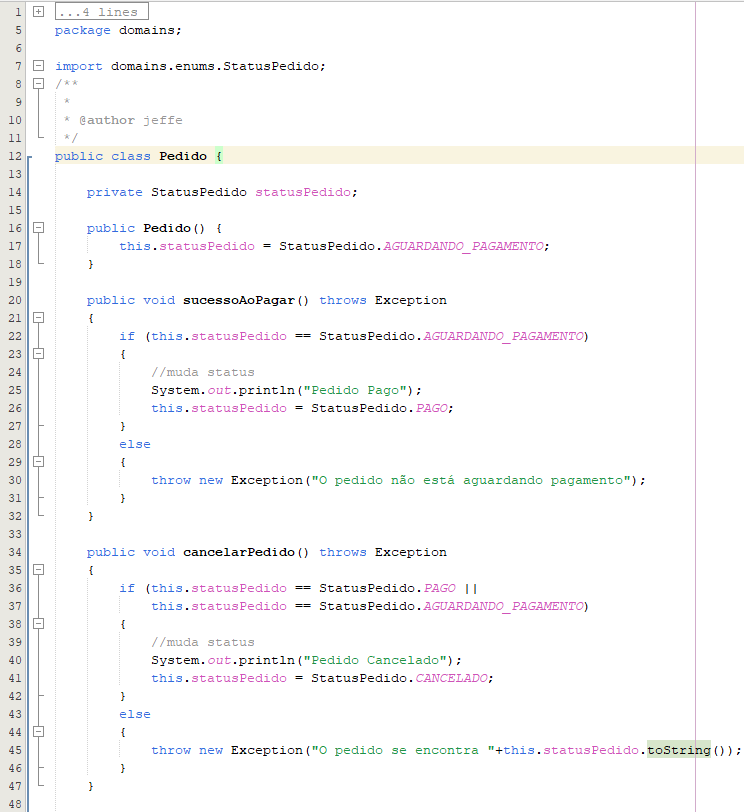 1 ...4 lines
5 package domains;
6
7 import domains.enums.StatusPedido;
8 /**
9  *
10  * @author jeffe
11  */
12 public class Pedido {
13
14     private StatusPedido statusPedido;
15
16     public Pedido() {
17         this.statusPedido = StatusPedido.AGUARDANDO_PAGAMENTO;
18     }
19
20     public void sucessoAoPagar() throws Exception
21     {
22         if (this.statusPedido == StatusPedido.AGUARDANDO_PAGAMENTO)
23         {
24             //muda status
25             System.out.println("Pedido Pago");
26             this.statusPedido = StatusPedido.PAGO;
27         }
28         else
29         {
30             throw new Exception("O pedido não está aguardando pagamento");
31         }
32     }
33
34     public void cancelarPedido() throws Exception
35     {
36         if (this.statusPedido == StatusPedido.PAGO ||
37             this.statusPedido == StatusPedido.AGUARDANDO_PAGAMENTO)
38         {
39             //muda status
40             System.out.println("Pedido Cancelado");
41             this.statusPedido = StatusPedido.CANCELADO;
42         }
43         else
44         {
45             throw new Exception("O pedido se encontra "+this.statusPedido.toString());
46         }
47     }
48